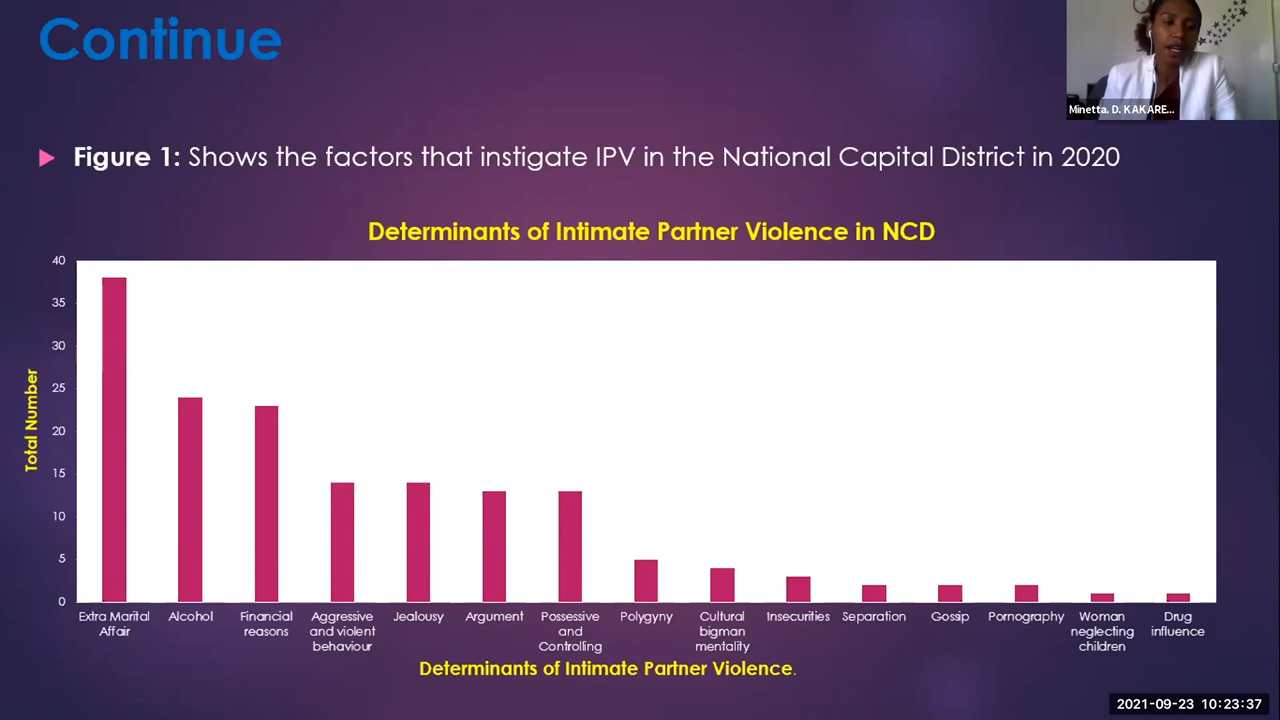 Continue
Minetta. D. KAKARE...
Figure 1: Shows the factors that instigate IPV in the National Capital District in 2020
Determinants of Intimate Partner Violence in NCD
Total Number
40
35
30
25
20
15
10
5
0
Extra Marital
Affair
Alcohol
Financial
reasons
Aggressive
and violent
behaviour
Jealousy
Argument
Possessive
and
Controlling
Polygyny
Cultural
bigman
mentality
Insecurities
Separation
Gossip
Pornography
Woman
neglecting
children
Drug
influence
Determinants of Intimate Partner Violence.
2021-09-23 10:23:37